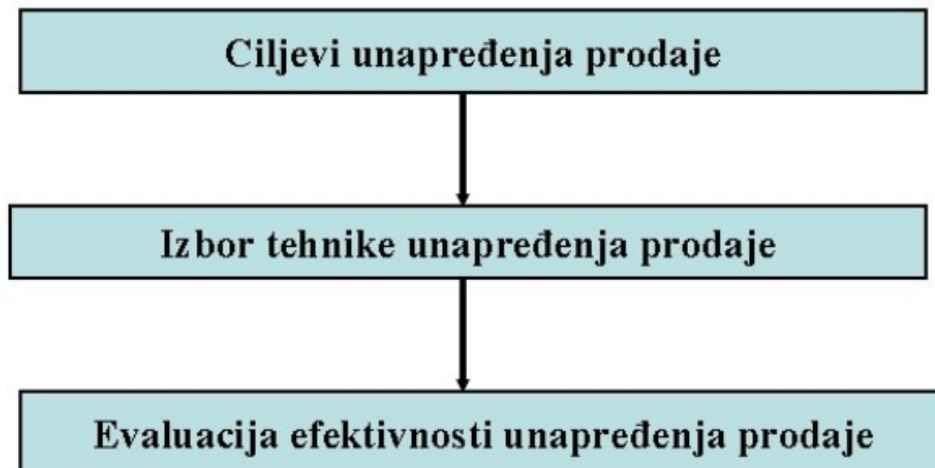 Ciljevi unapređenja prodaje
Izbor tehnike unapređenja prodaje
Evaluacija efektivnosti unapređenja prodaje